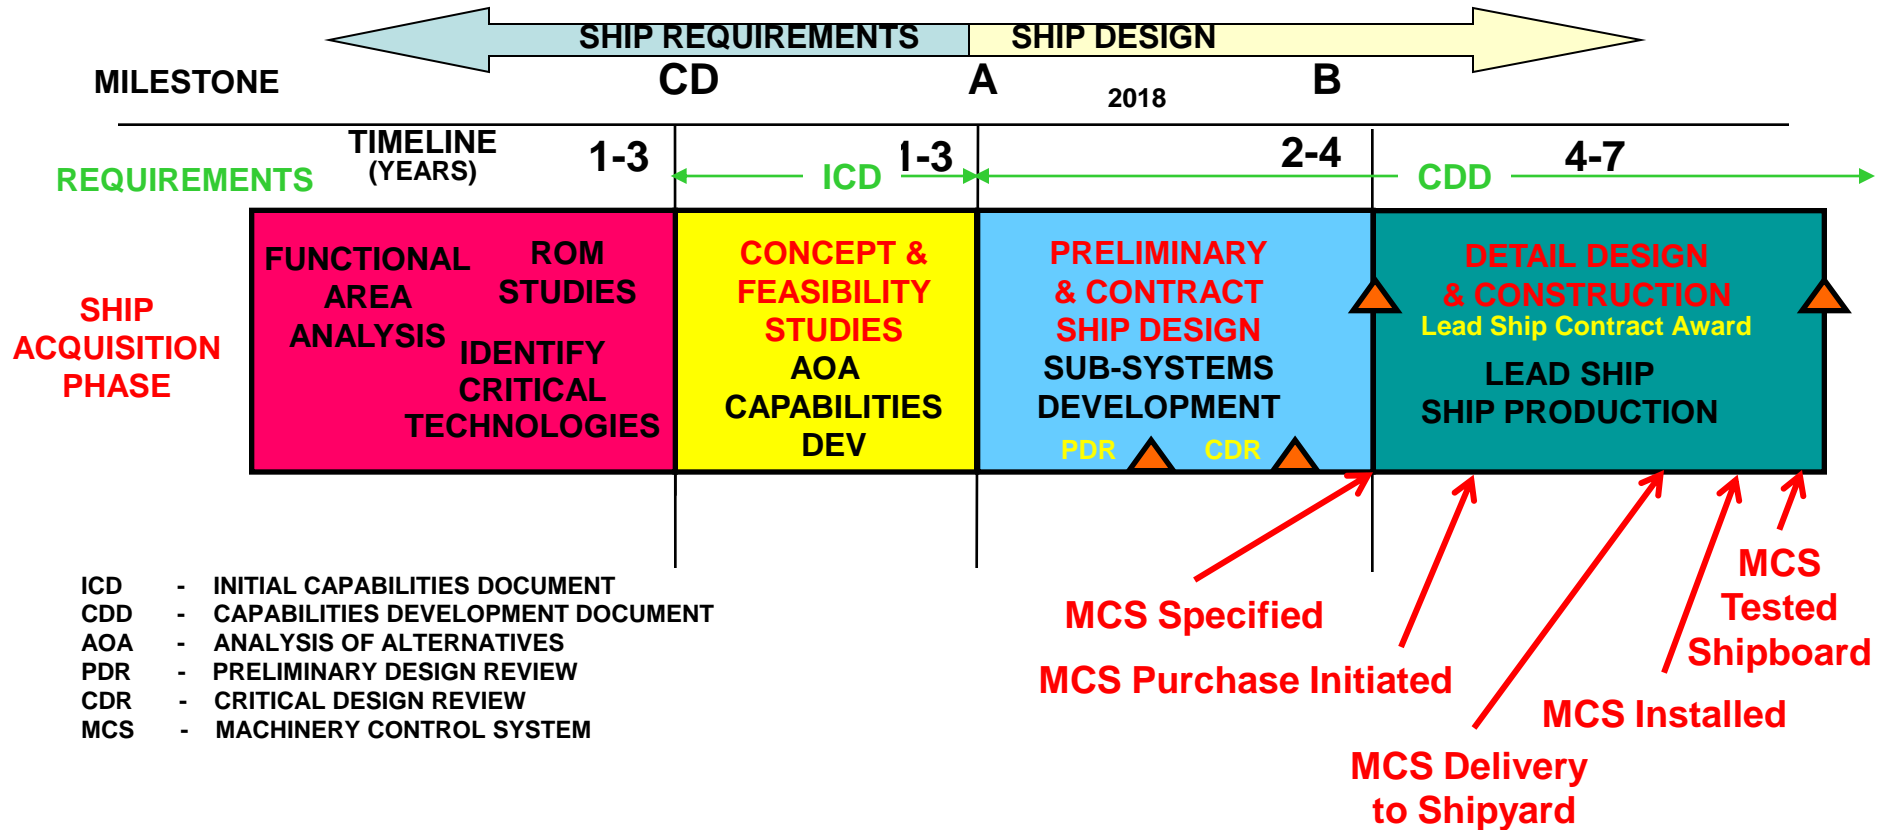 SHIP REQUIREMENTS
SHIP DESIGN
MILESTONE
CD
A
2018
B
TIMELINE
(YEARS)
1-3
1-3
2-4
4-7
REQUIREMENTS
ICD
CDD
SHIP
ACQUISITION
PHASE
FUNCTIONAL
AREA
ANALYSIS
ROM
STUDIES
IDENTIFY
CRITICAL
TECHNOLOGIES
CONCEPT &
FEASIBILITY
STUDIES
AOA
CAPABILITIES
DEV
PRELIMINARY
& CONTRACT
SHIP DESIGN
SUB-SYSTEMS
DEVELOPMENT
PDR
CDR
DETAIL DESIGN
& CONSTRUCTION
Lead Ship Contract Award
LEAD SHIP
SHIP PRODUCTION
ICD - INITIAL CAPABILITIES DOCUMENT
CDD - CAPABILITIES DEVELOPMENT DOCUMENT
AOA - ANALYSIS OF ALTERNATIVES
PDR - PRELIMINARY DESIGN REVIEW
CDR - CRITICAL DESIGN REVIEW
MCS - MACHINERY CONTROL SYSTEM
MCS Specified
MCS Purchase Initiated
MCS Delivery
to Shipyard
MCS Installed
MCS
Tested
Shipboard